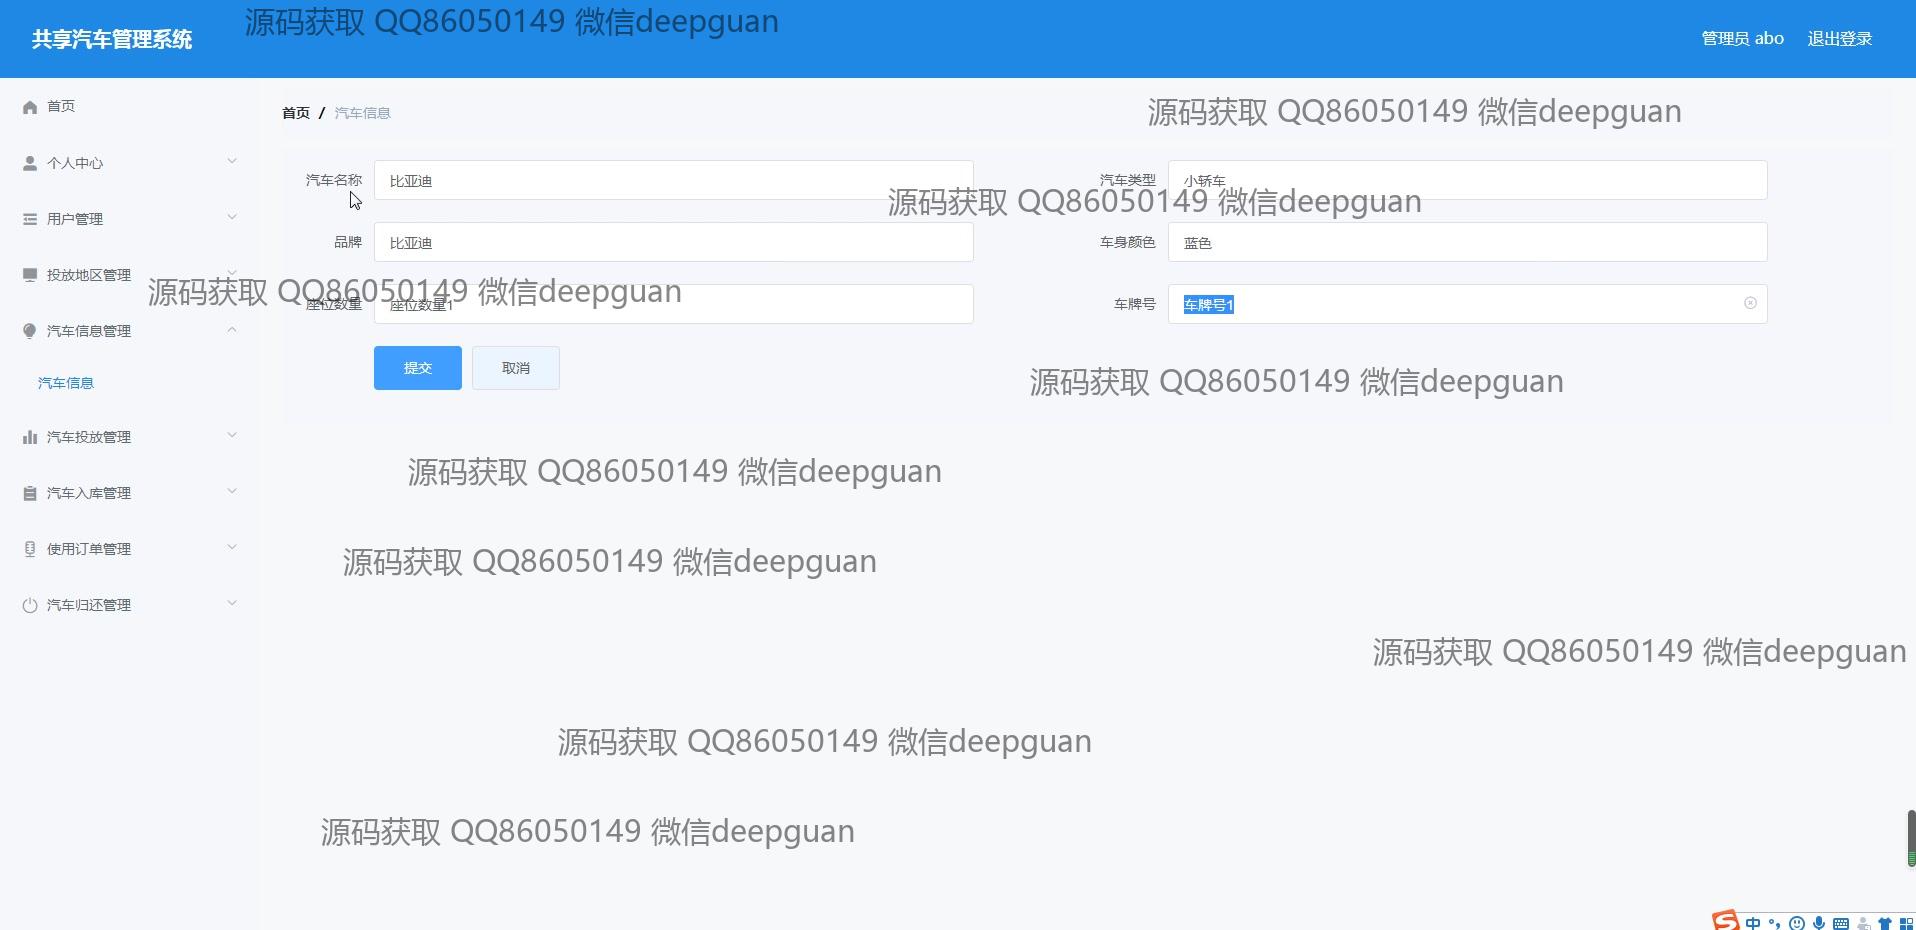 共享汽车管理系统
源码获取 QQ86050149 微信deepguan
管理员 abo
退出登录
首页
个人中心
用户管理
投放地区管理
汽车信息管理
汽车信息
汽车投放管理
汽车入库管理
使用订单管理
汽车归还管理
首页 / 汽车信息
源码获取 QQ86050149 微信deepguan
汽车名称 比亚迪
汽车类型 小轿车
源码获取 QQ86050149 微信deepguan
品牌 比亚迪
车身颜色 蓝色
源码获取 QQ86050149 微信deepguan
座位数量 座位数量1
车牌号 车牌号1
提交 取消
源码获取 QQ86050149 微信deepguan
源码获取 QQ86050149 微信deepguan
源码获取 QQ86050149 微信deepguan
源码获取 QQ86050149 微信deepguan
源码获取 QQ86050149 微信deepguan
源码获取 QQ86050149 微信deepguan
中